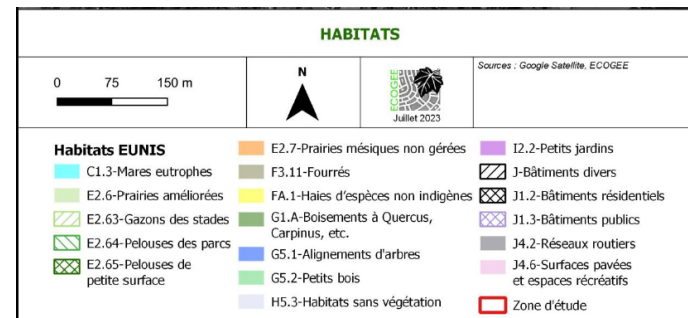 HABITATS
0 75 150 m
N
ECOGEE
Juillet 2023
Sources : Google Satellite, ECOGEE
Habitats EUNIS
C1.3-Mares eutrophes
E2.6-Prairies améliorées
E2.63-Gazons des stades
E2.64-Pelouses des parcs
E2.65-Pelouses de
petite surface
E2.7-Prairies mésiques non gérées
F3.11-Fourrés
FA.1-Haies d'espèces non indigènes
G1.A-Boisements à Quercus,
Carpinus, etc.
G5.1-Alignements d'arbres
G5.2-Petits bois
H5.3-Habitats sans végétation
I2.2-Petits jardins
J-Bâtiments divers
J1.2-Bâtiments résidentiels
J1.3-Bâtiments publics
J4.2-Réseaux routiers
J4.6-Surfaces pavées
et espaces récréatifs
Zone d'étude